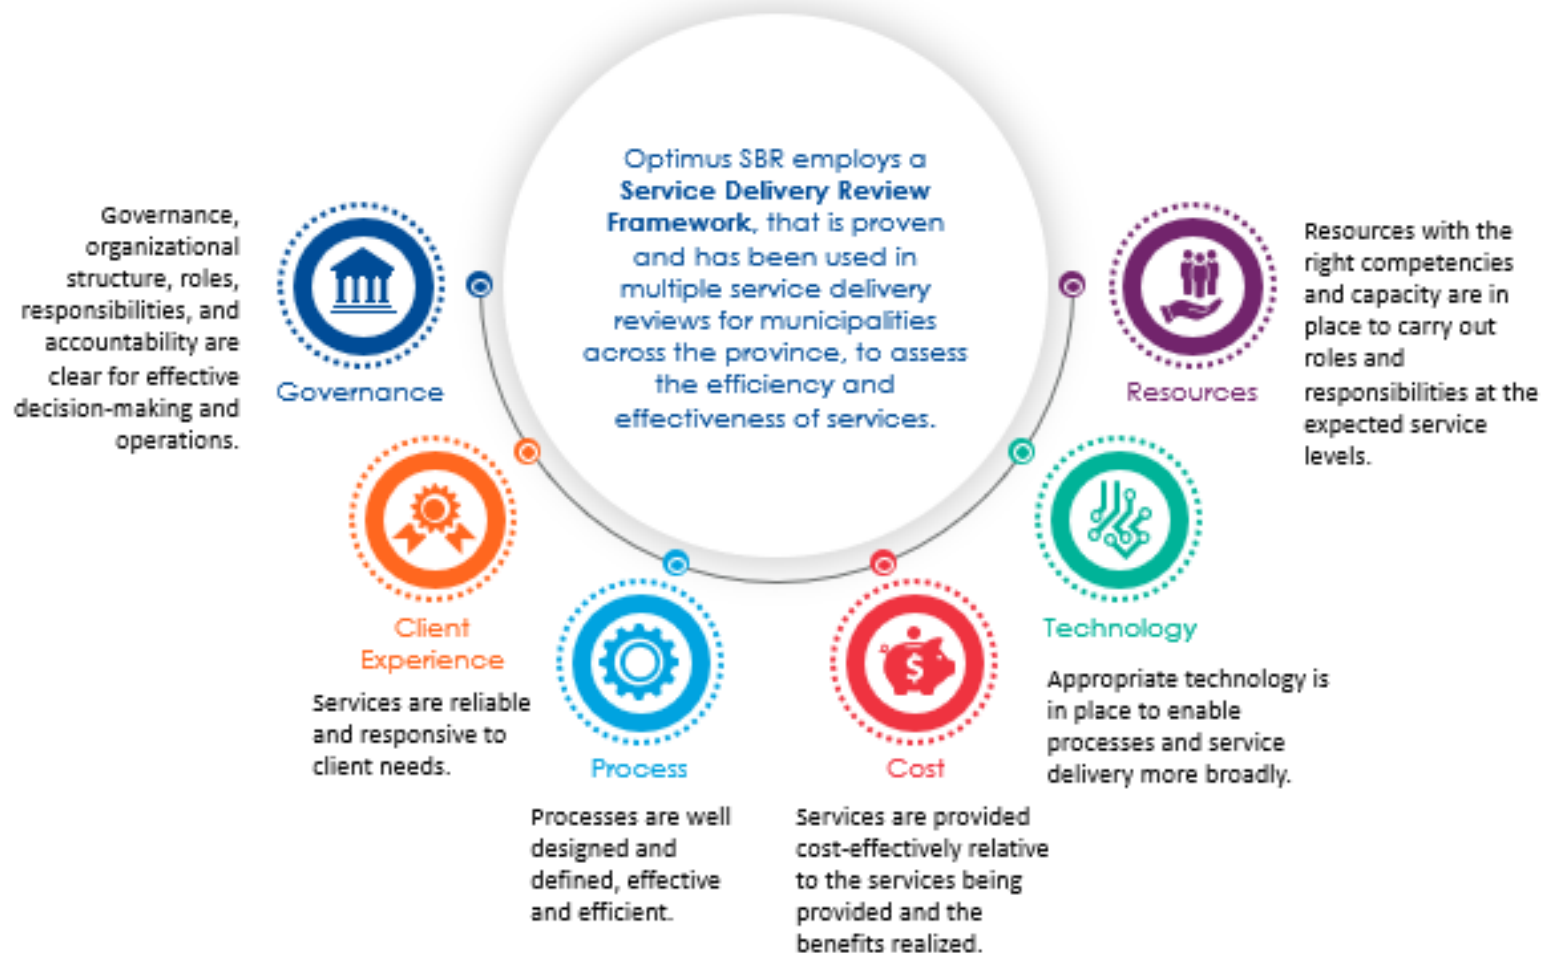 Optimus SBR employs a
Service Delivery Review
Framework, that is proven
and has been used in
multiple service delivery
reviews for municipalities
across the province, to assess
the efficiency and
effectiveness of services.
Governance
Governance,
organizational
structure, roles,
responsibilities, and
accountability are
clear for effective
decision-making and
operations.
Client
Experience
Services are reliable
and responsive to
client needs.
Process
Processes are well
designed and
defined, effective
and efficient.
$
Cost
Services are provided
cost-effectively relative
to the services being
provided and the
benefits realized.
Technology
Appropriate technology is
in place to enable
processes and service
delivery more broadly.
Resources
Resources with the
right competencies
and capacity are in
place to carry out
roles and
responsibilities at the
expected service
levels.